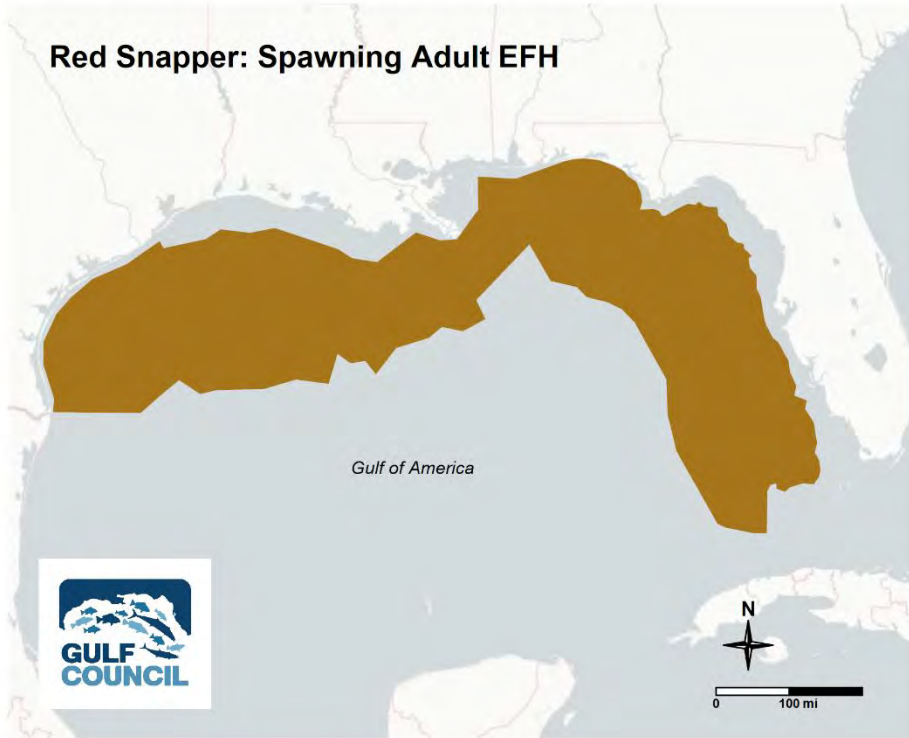 Red Snapper: Spawning Adult EFH
Gulf of America
GULF
COUNCIL
N
0 100 mi